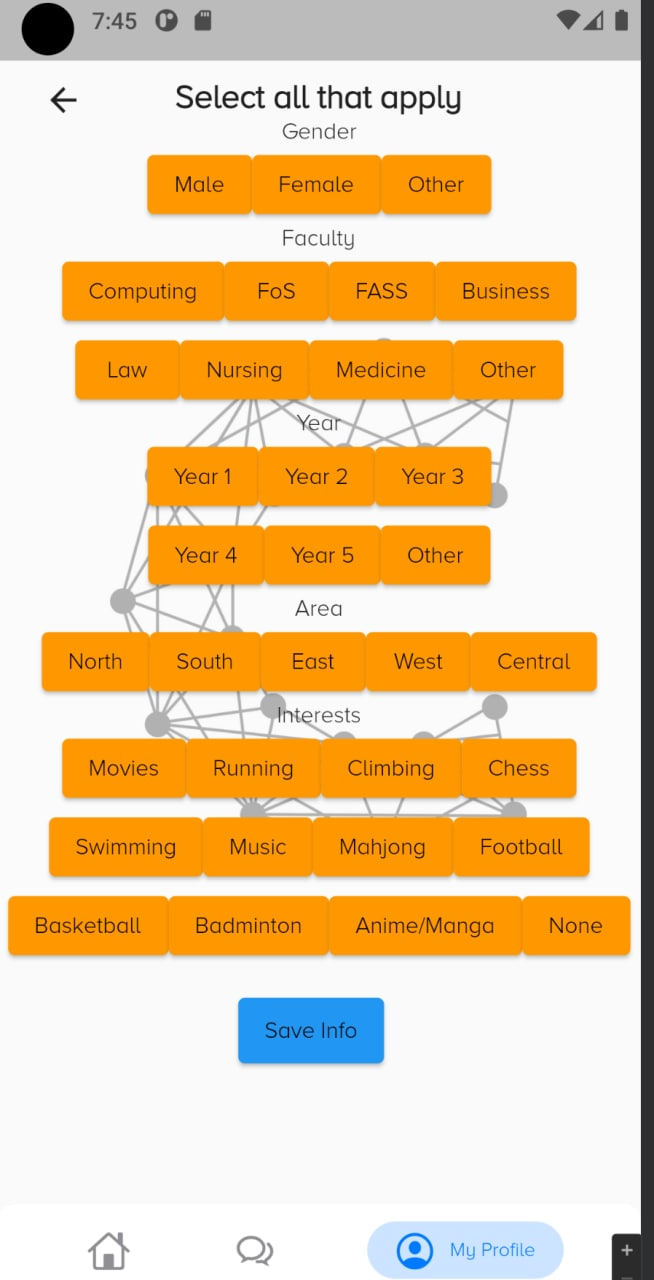 7:45
Select all that apply
Gender
Male Female Other
Faculty
Computing FoS FASS Business
Law Nursing Medicine Other
Year
Year 1 Year 2 Year 3
Year 4 Year 5 Other
Area
North South East West Central
Interests
Movies Running Climbing Chess
Swimming Music Mahjong Football
Basketball Badminton Anime/Manga None
Save Info
My Profile
+